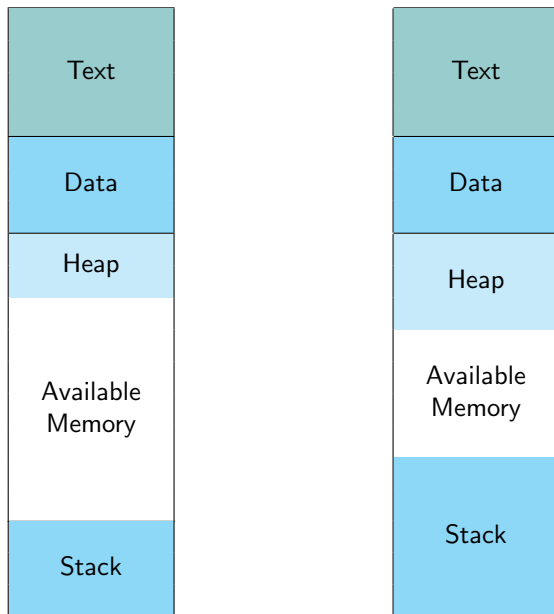 Text
Data
Heap
Available
Memory
Stack
Text
Data
Heap
Available
Memory
Stack